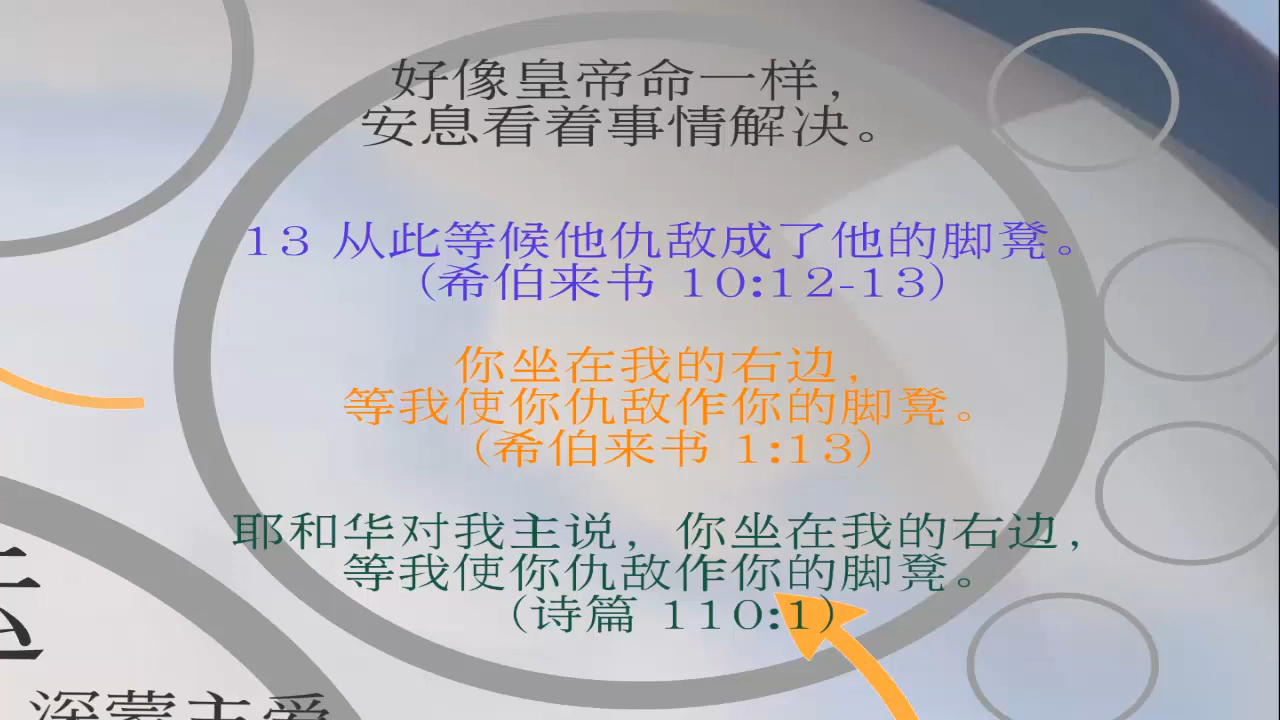 好像皇帝命一样，
安息看着事情解决。
13 从此等候他仇敌成了他的脚凳。
(希伯来书 10:12-13)
你坐在我的右边，
等我使你仇敌作你的脚凳。
(希伯来书 1:13)
耶和华对我主说，你坐在我的右边，
等我使你仇敌作你的脚凳。
(诗篇 110:1)
深蒙主爱